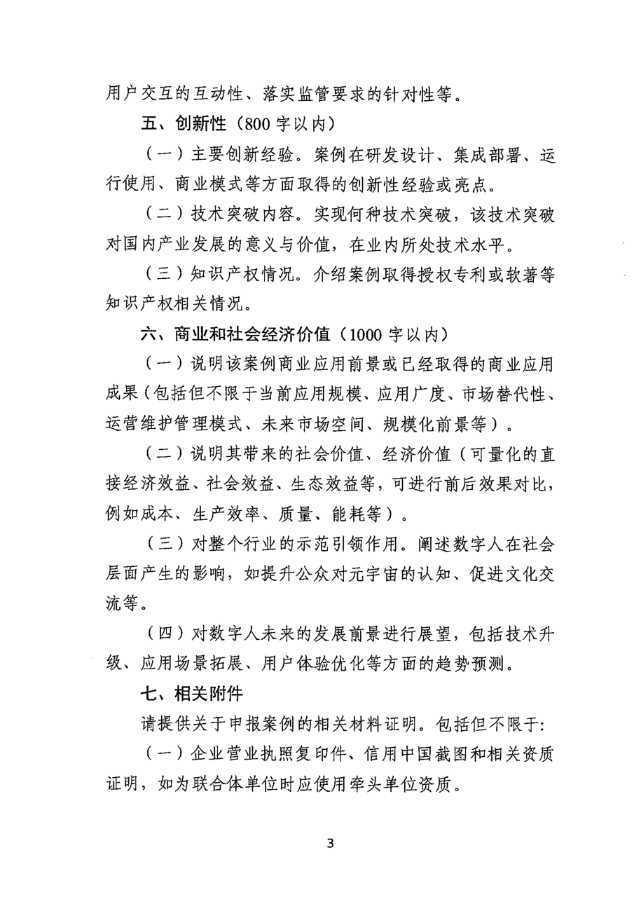 用户交互的互动性、落实监管要求的针对性等。
五、创新性（800 字以内）
（一）主要创新经验。案例在研发设计、集成部署、运
行使用、商业模式等方面取得的创新性经验或亮点。
（二）技术突破内容。实现何种技术突破，该技术突破
对国内产业发展的意义与价值，在业内所处技术水平。
（三）知识产权情况。介绍案例取得授权专利或软著等
知识产权相关情况。
六、商业和社会经济价值（1000 字以内）
（一）说明该案例商业应用前景或已经取得的商业应用
成果（包括但不限于当前应用规模、应用广度、市场替代性、
运营维护管理模式、未来市场空间、规模化前景等）。
（二）说明其带来的社会价值、经济价值（可量化的直
接经济效益、社会效益、生态效益等，可进行前后效果对比，
例如成本、生产效率、质量、能耗等）。
（三）对整个行业的示范引领作用。阐述数字人在社会
层面产生的影响，如提升公众对元宇宙的认知、促进文化交
流等。
（四）对数字人未来的发展前景进行展望，包括技术升
级、应用场景拓展、用户体验优化等方面的趋势预测。
七、相关附件
请提供关于申报案例的相关材料证明。包括但不限于：
（一）企业营业执照复印件、信用中国截图和相关资质
证明，如为联合体单位时应使用牵头单位资质。
3